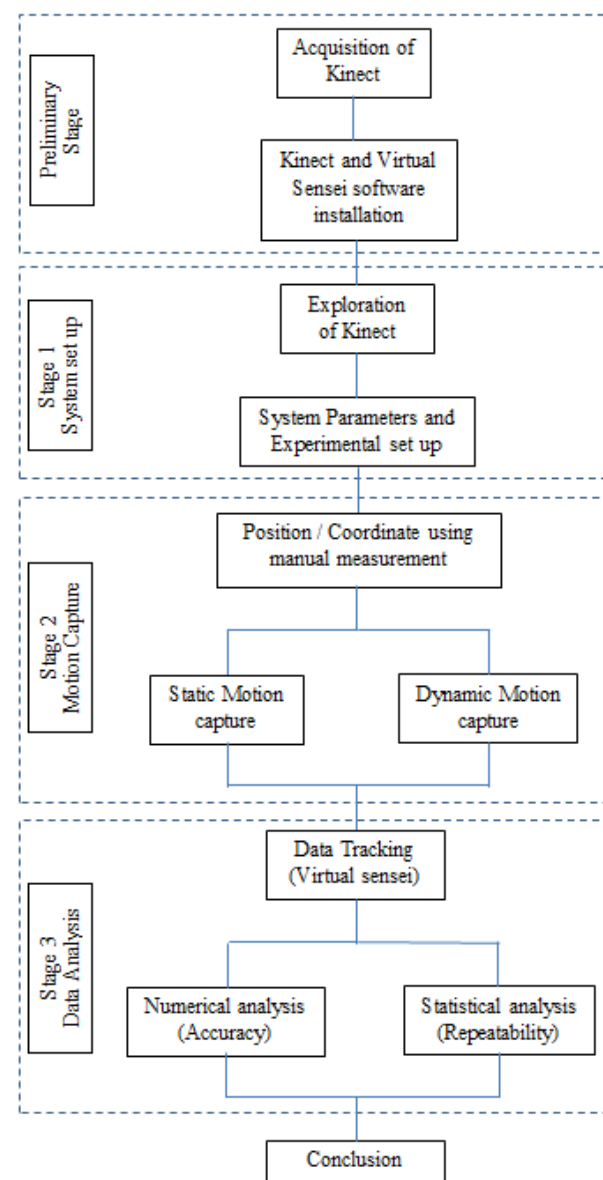 Preliminary
Stage
Acquisition of
Kinect
Kinect and Virtual
Sensei software
installation
Stage 1
System set up
Exploration
of Kinect
System Parameters and
Experimental set up
Stage 2
Motion Capture
Position / Coordinate using
manual measurement
Static Motion
capture
Dynamic Motion
capture
Stage 3
Data Analysis
Data Tracking
(Virtual sensei)
Numerical analysis
(Accuracy)
Statistical analysis
(Repeatability)
Conclusion